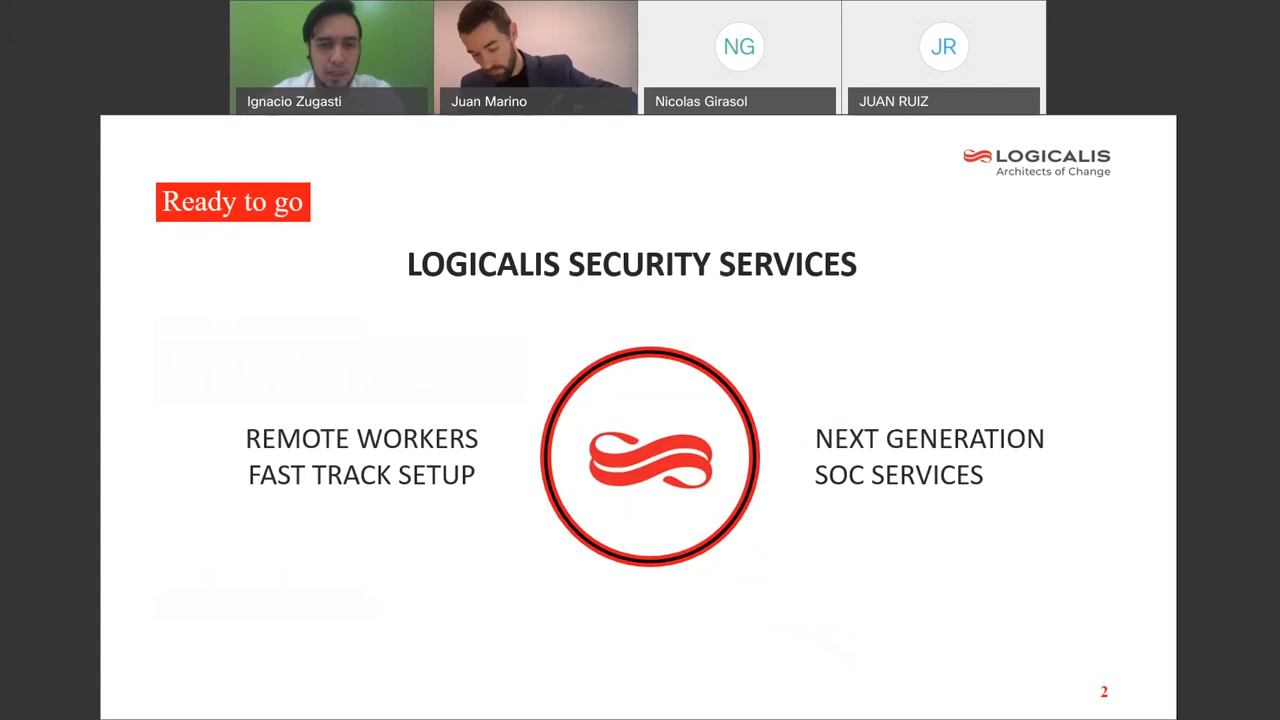 NG
JR
Ignacio Zugasti
Juan Marino
Nicolas Girasol
JUAN RUIZ
LOGICALIS
Architects of Change
Ready to go
LOGICALIS SECURITY SERVICES
REMOTE WORKERS
FAST TRACK SETUP
NEXT GENERATION
SOC SERVICES
2